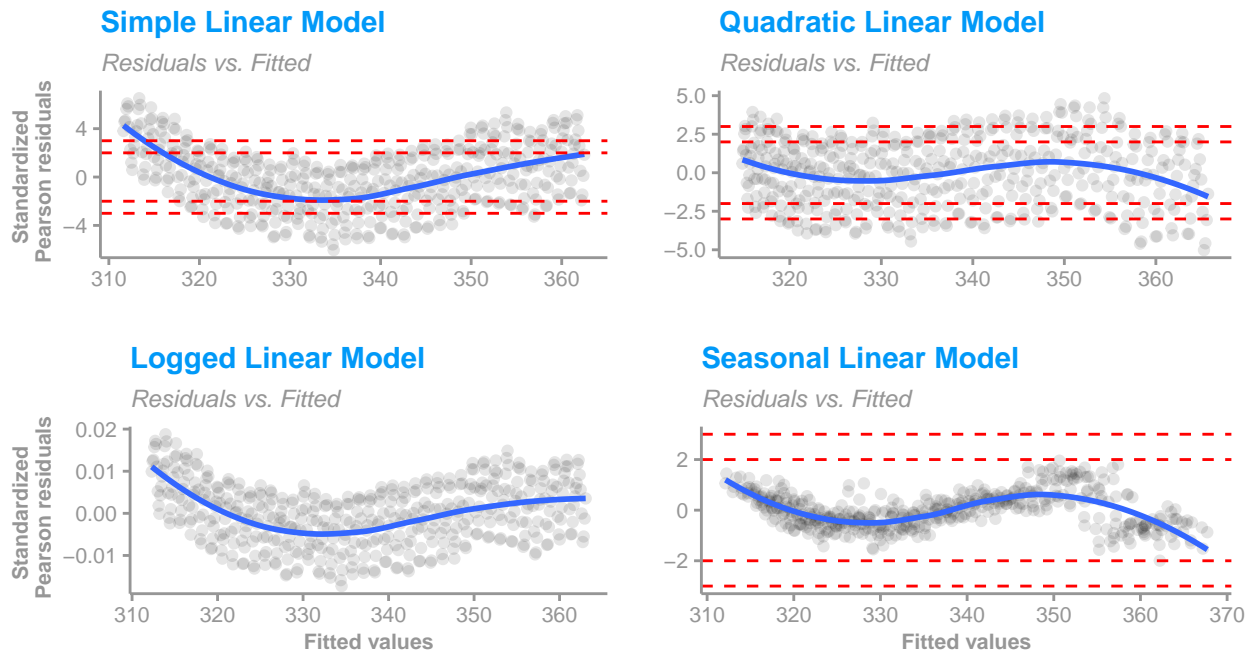 Simple Linear Model
Residuals vs. Fitted
Standardized
Pearson residuals
4
0
−4
310 320 330 340 350 360
Quadratic Linear Model
Residuals vs. Fitted
5.0
2.5
0.0
−2.5
−5.0
320 330 340 350 360
Logged Linear Model
Residuals vs. Fitted
Standardized
Pearson residuals
0.02
0.01
0.00
−0.01
310 320 330 340 350 360
Fitted values
Seasonal Linear Model
Residuals vs. Fitted
2
0
−2
310 320 330 340 350 360 370
Fitted values